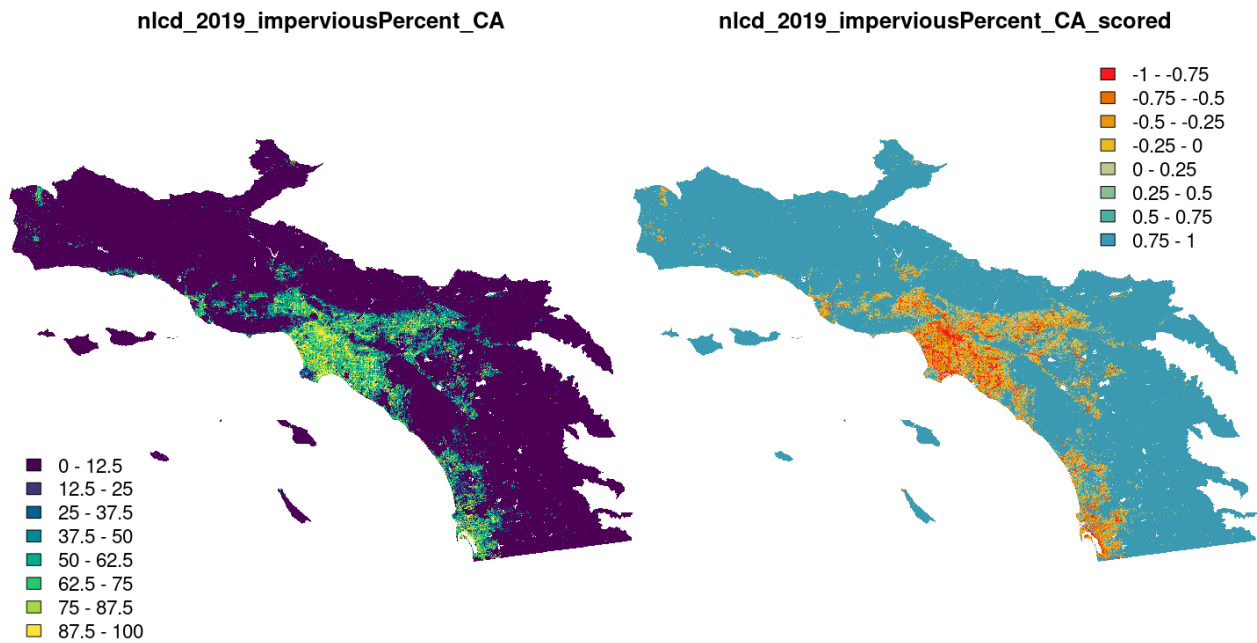 nlcd_2019_imperviousPercent_CA
0 - 12.5
12.5 - 25
25 - 37.5
37.5 - 50
50 - 62.5
62.5 - 75
75 - 87.5
87.5 - 100
nlcd_2019_imperviousPercent_CA_scored
-1 - -0.75
-0.75 - -0.5
-0.5 - -0.25
-0.25 - 0
0 - 0.25
0.25 - 0.5
0.5 - 0.75
0.75 - 1